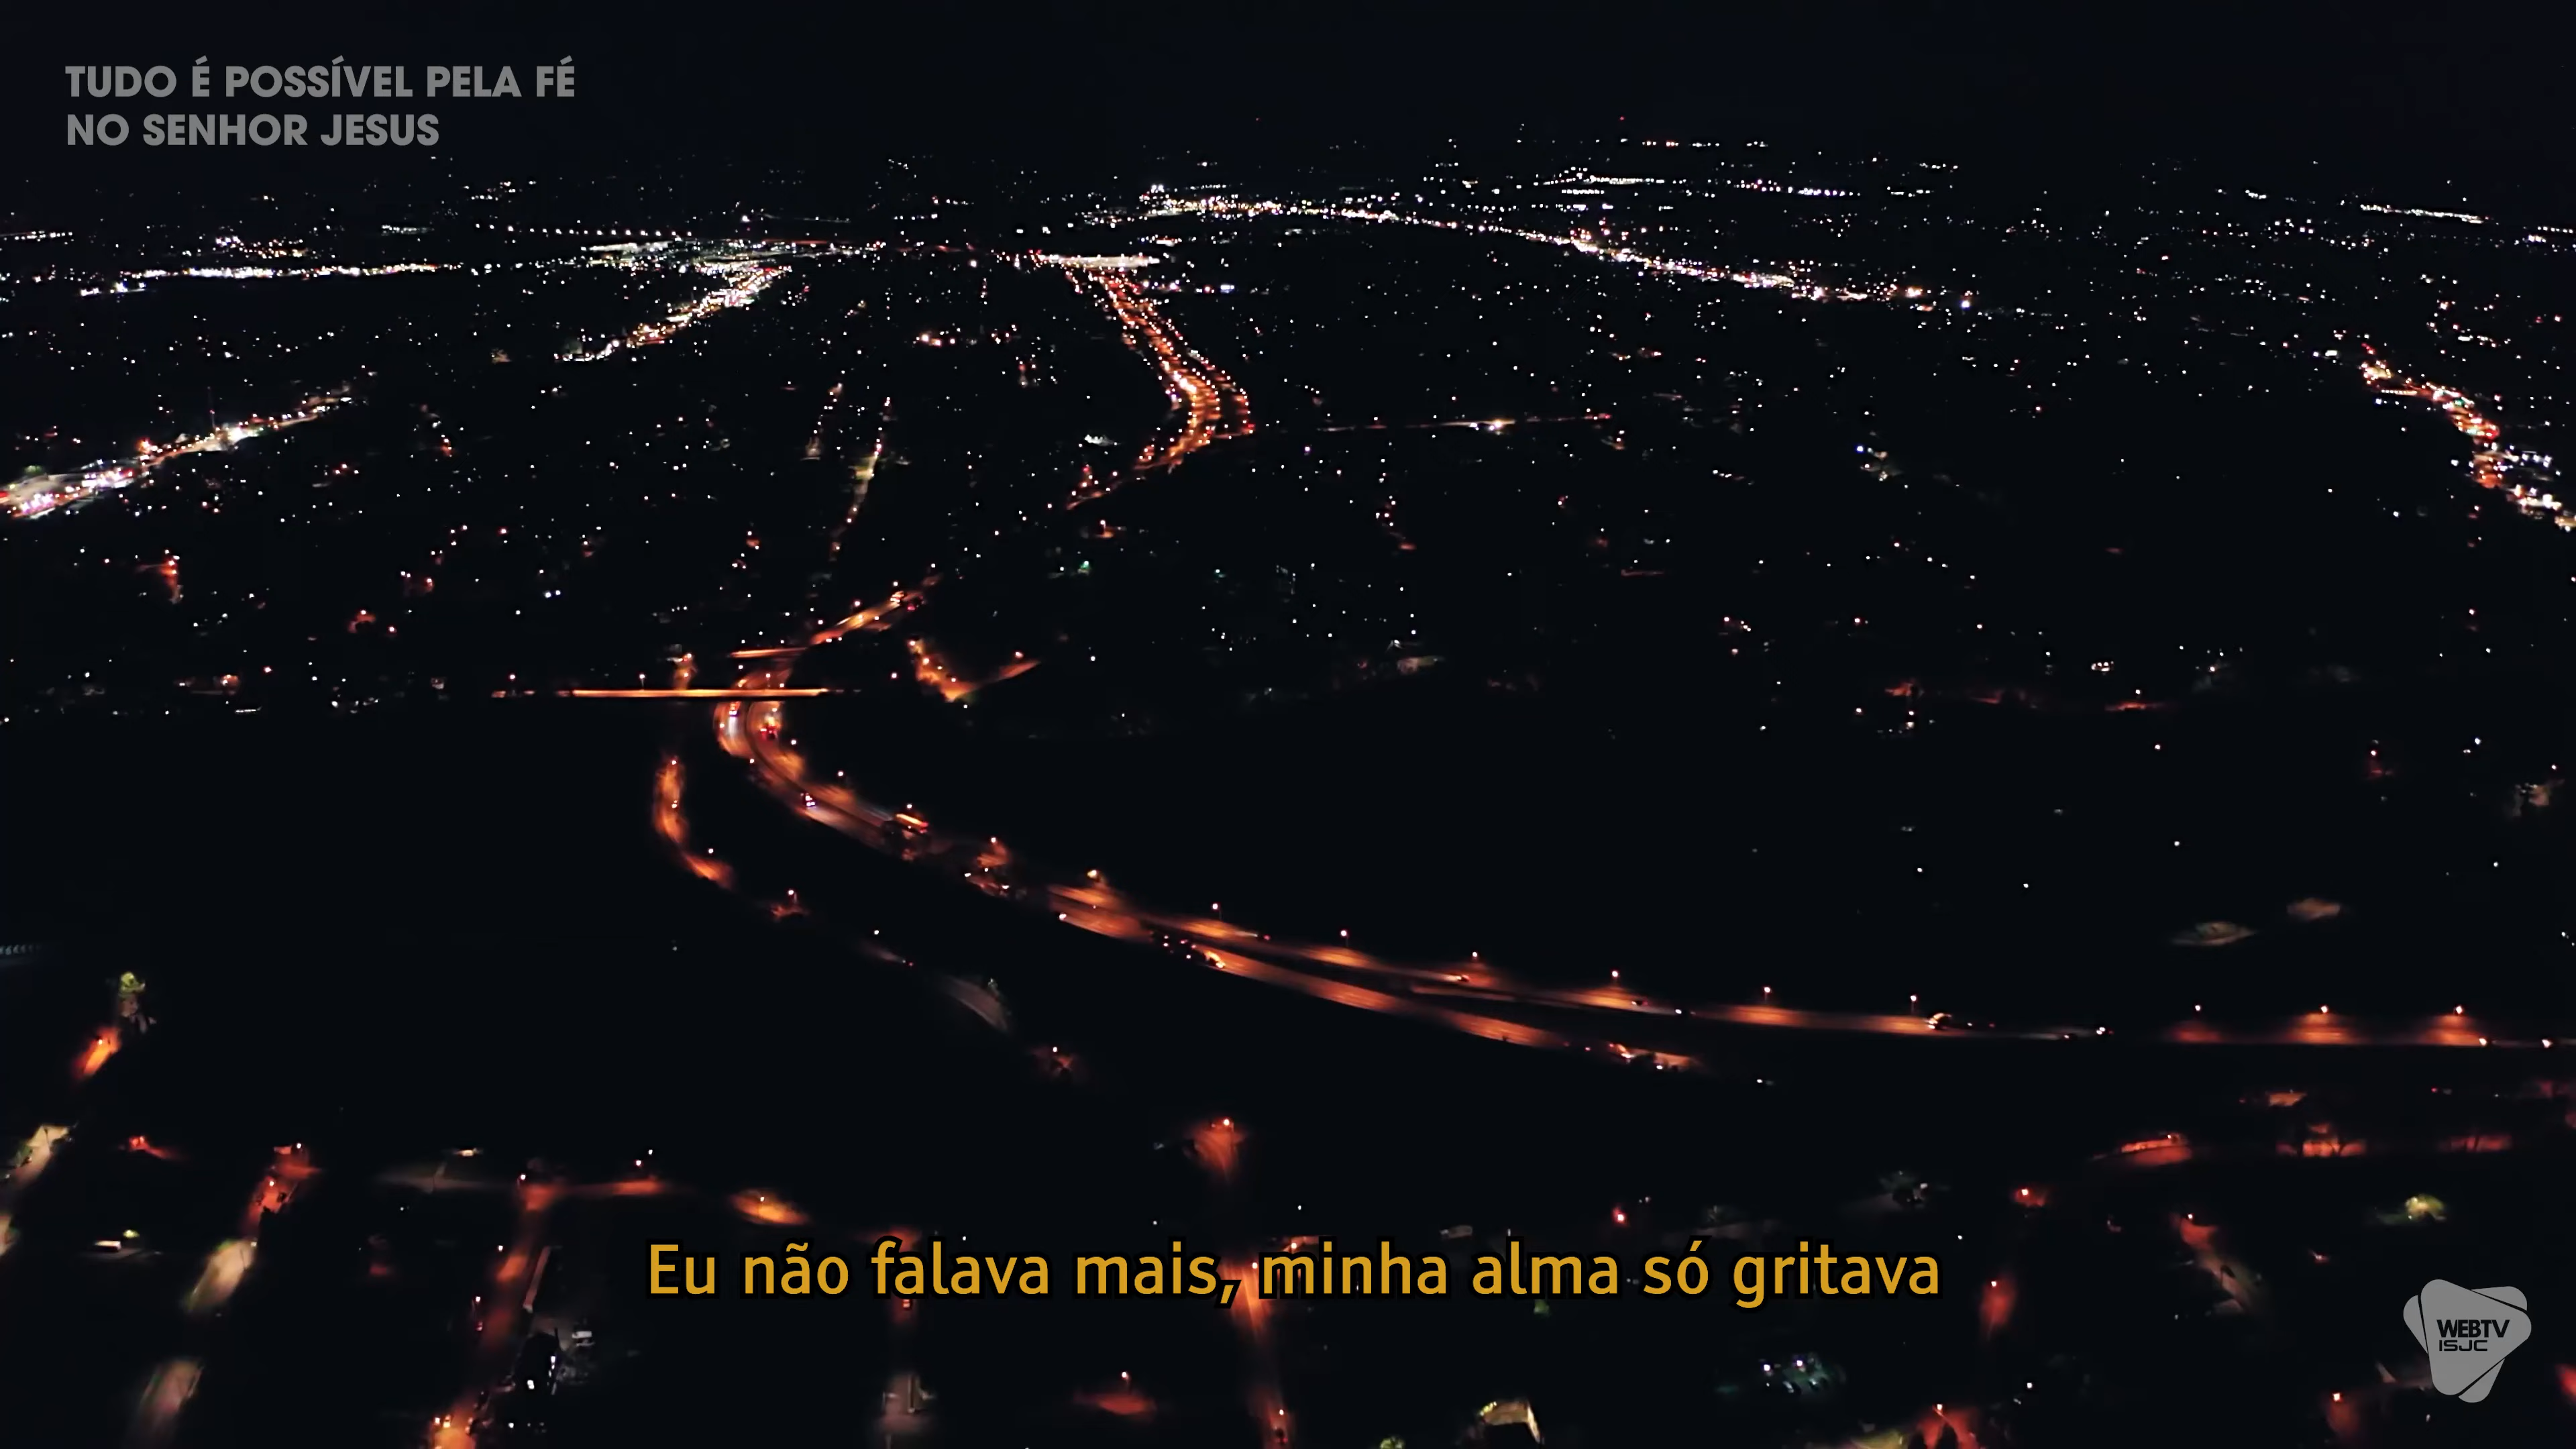 TUDO É POSSÍVEL PELA FÉ
NO SENHOR JESUS
Eu não falava mais, minha alma só gritava
WEBTV
ISJC